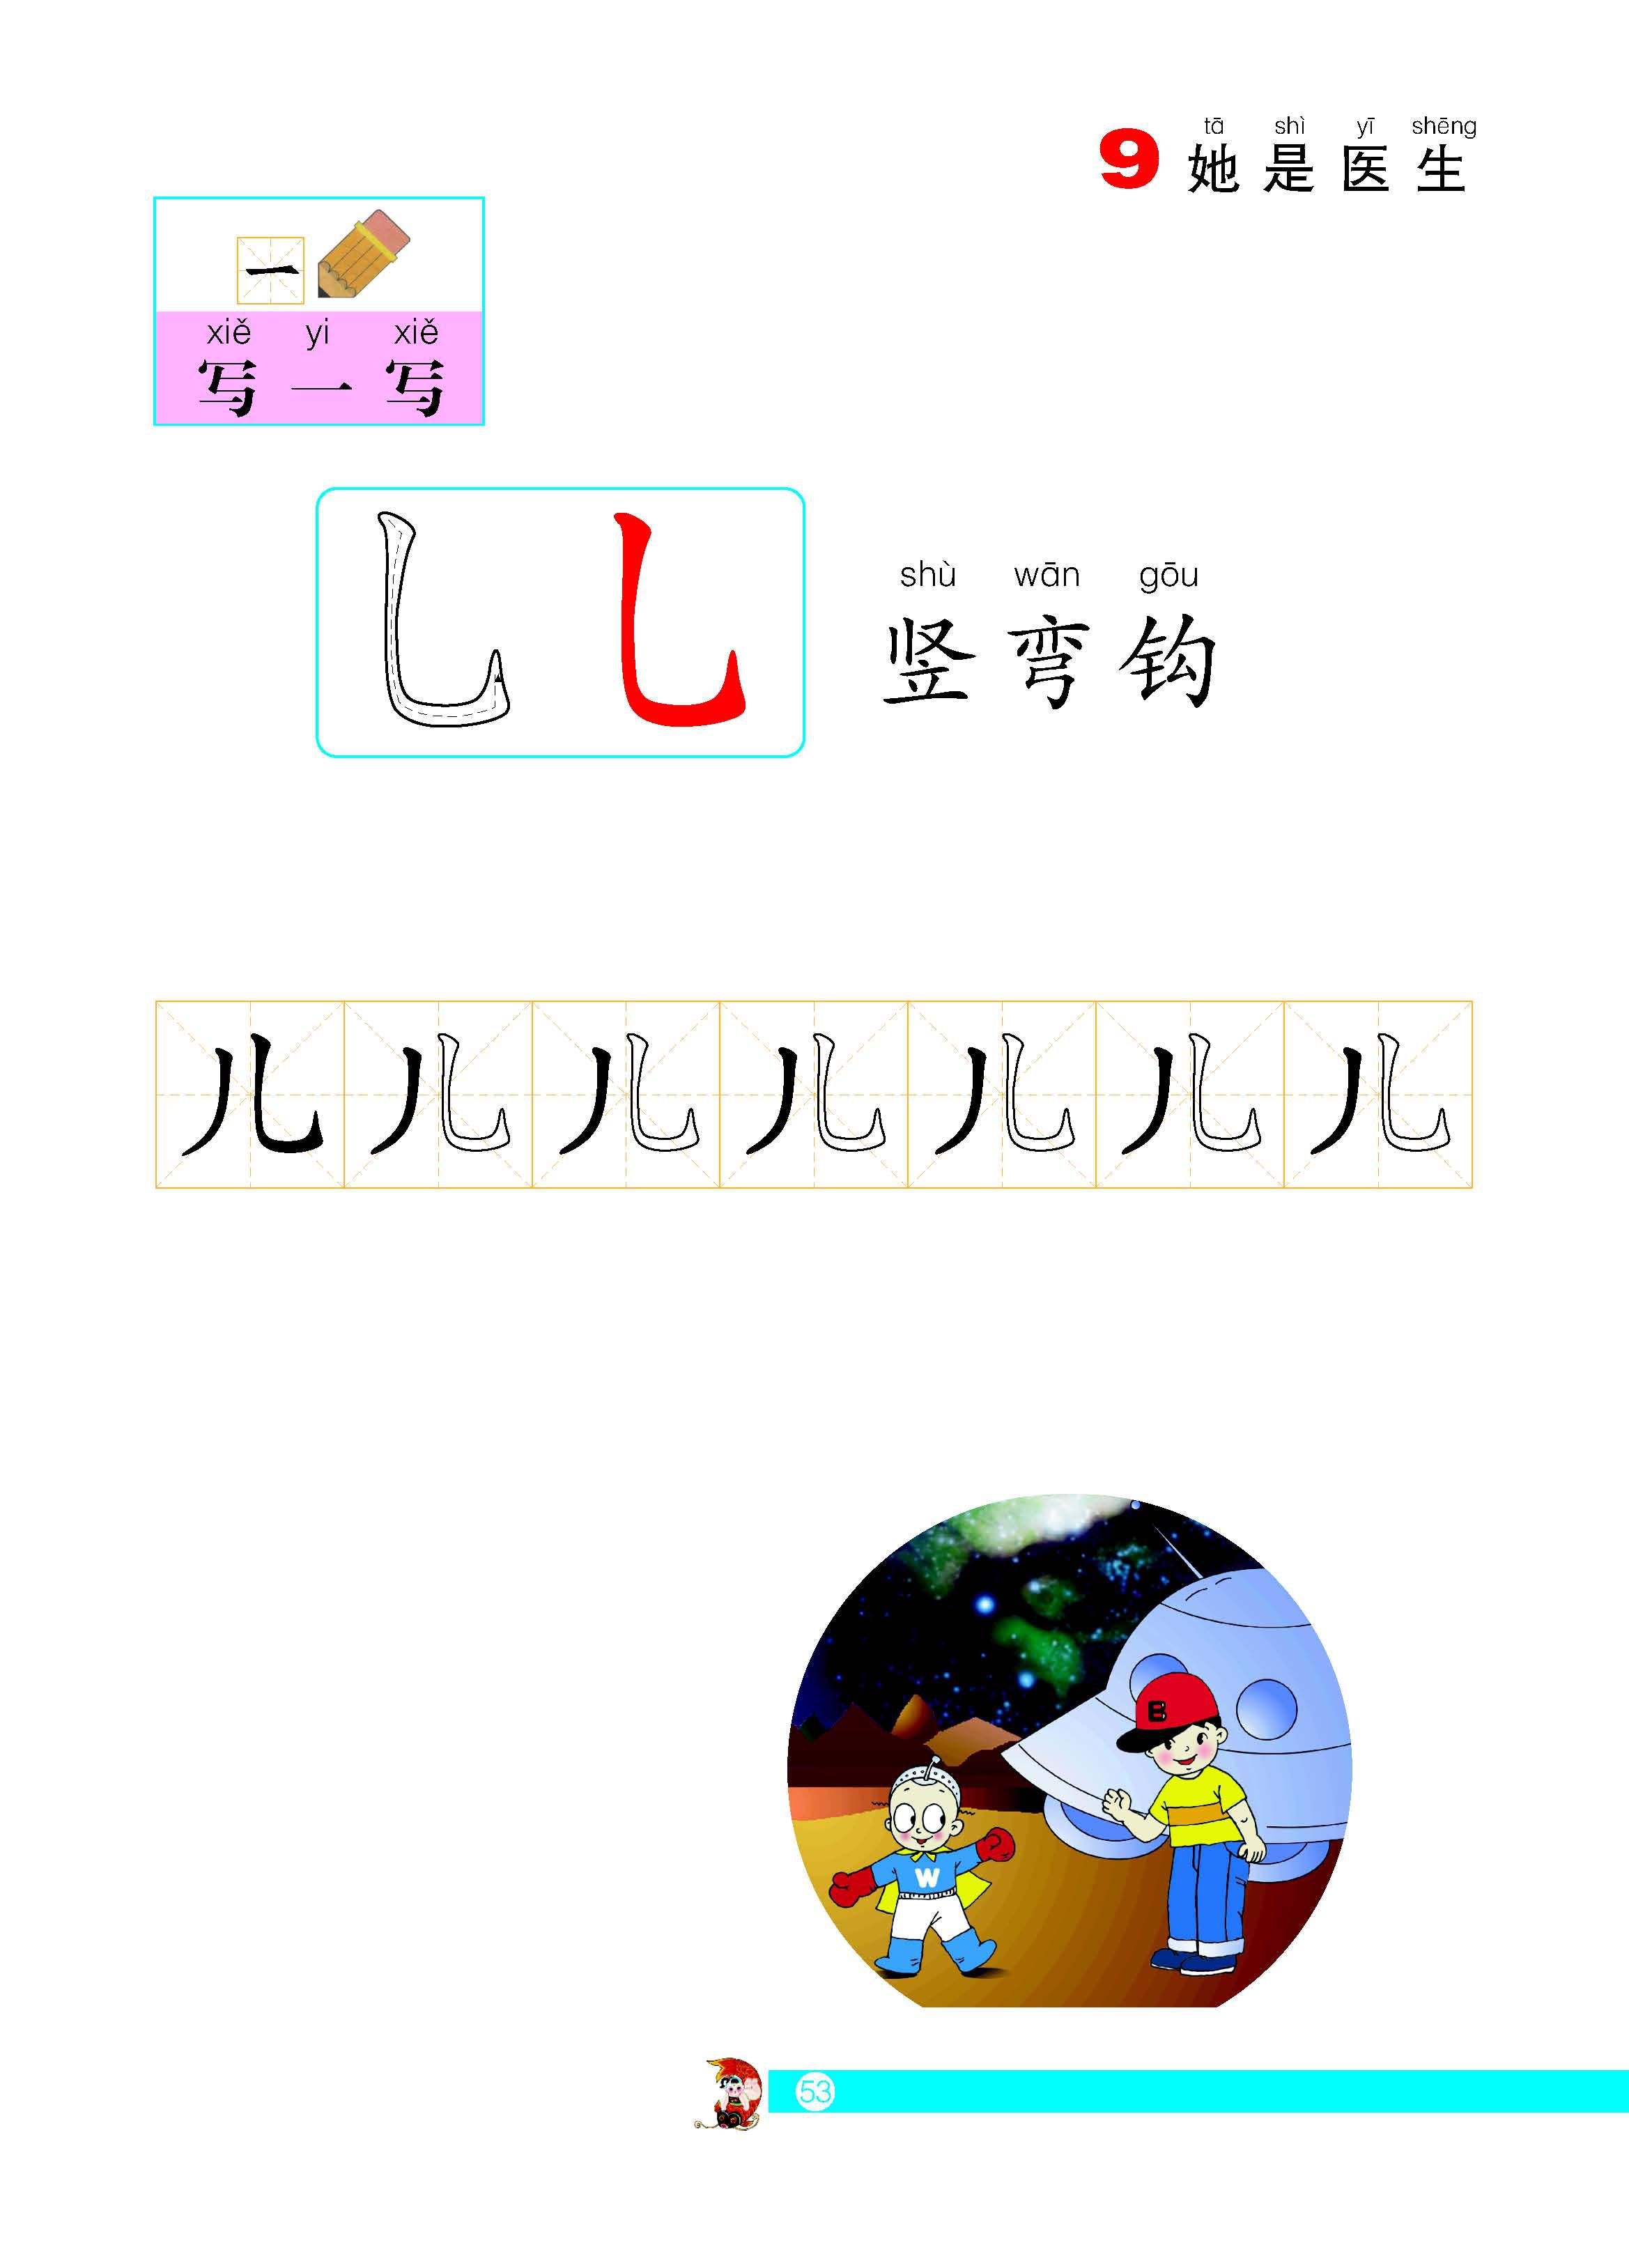 tā shì yī shēng
9 她是医生
一
xiě yi xiě
写一写
乚 乚
shù wān gōu
竖弯钩
儿 儿 儿 儿 儿 儿 儿
B
W
53